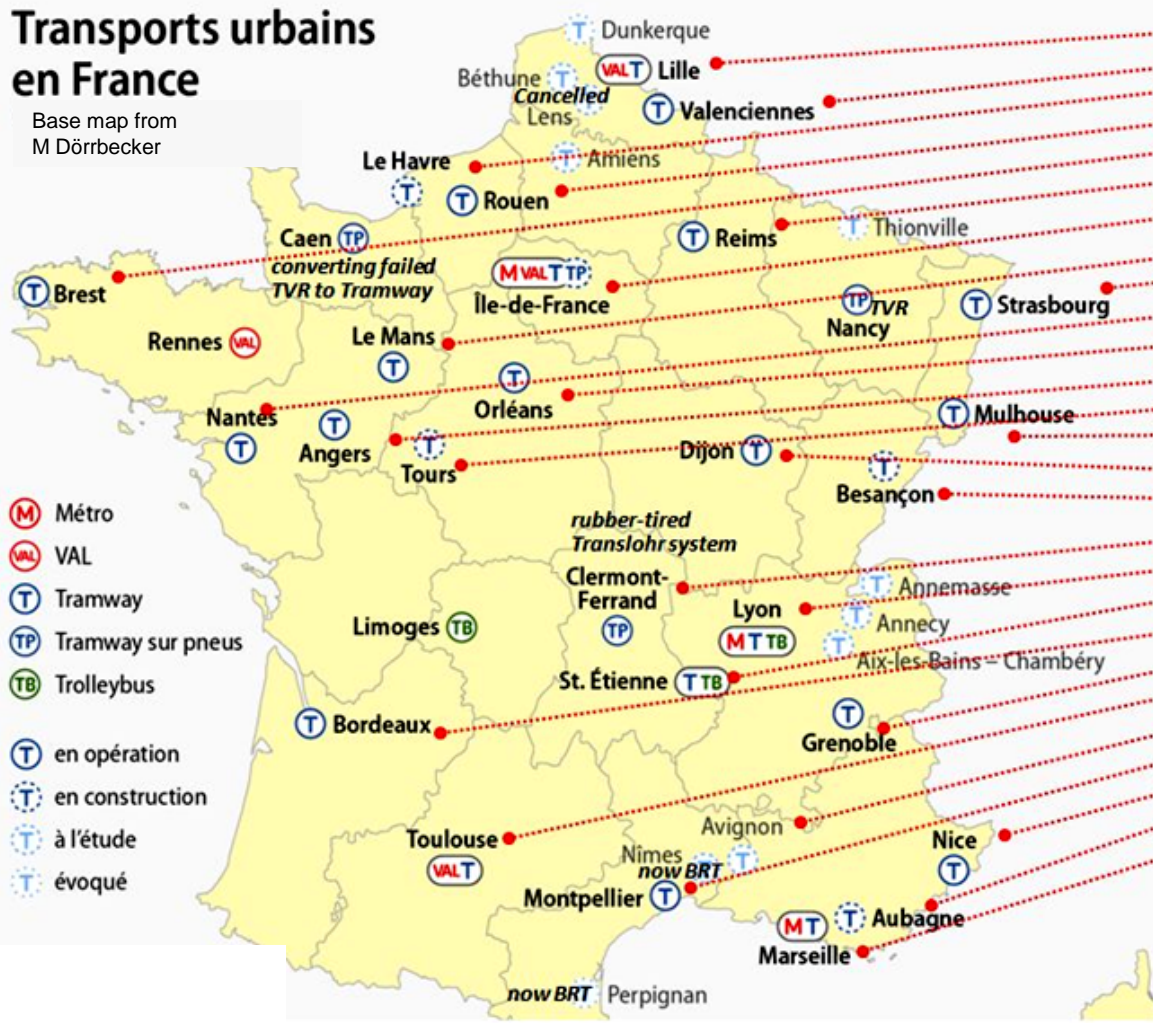 Transports urbains
en France
Base map from
M Dörrbecker
T Dunkerque
Béthune T
VAL T Lille
Cancelled
Lens
T Valenciennes
Le Havre
T
T Amiens
T Rouen
Caen TP
converting failed
TVR to Tramway
T Reims
T Thionville
M VAL T TP
Île-de-France
T Brest
TP TVR
Nancy
T Strasbourg
Rennes VAL
Le Mans
T
T
Orléans
Nantes
T
T
Angers
T
Tours
Dijon T
T Mulhouse
T
Besançon
M Métro
VAL VAL
T Tramway
TP Tramway sur pneus
TB Trolleybus
T en opération
T en construction
T à l'étude
T évoqué
rubber-tired
Translohr system
Clermont-
Ferrand
TP
Limoges TB
Lyon
M T TB
T Annemasse
T Annecy
T
Aix-les-Bains – Chambéry
St. Étienne T TB
T Bordeaux
T
Grenoble
Toulouse
VAL T
Avignon
T
Nîmes
now BRT
Montpellier T
Nice
T
M T
Marseille
T Aubagne
now BRT Perpignan